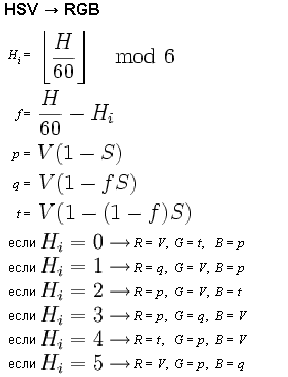 HSV → RGB
H_i = ⌊H/60⌋ mod 6
f = H/60 − H_i
p = V(1 − S)
q = V(1 − fS)
t = V(1 − (1 − f)S)
если H_i = 0 → R = V, G = t, B = p
если H_i = 1 → R = q, G = V, B = p
если H_i = 2 → R = p, G = V, B = t
если H_i = 3 → R = p, G = q, B = V
если H_i = 4 → R = t, G = p, B = V
если H_i = 5 → R = V, G = p, B = q